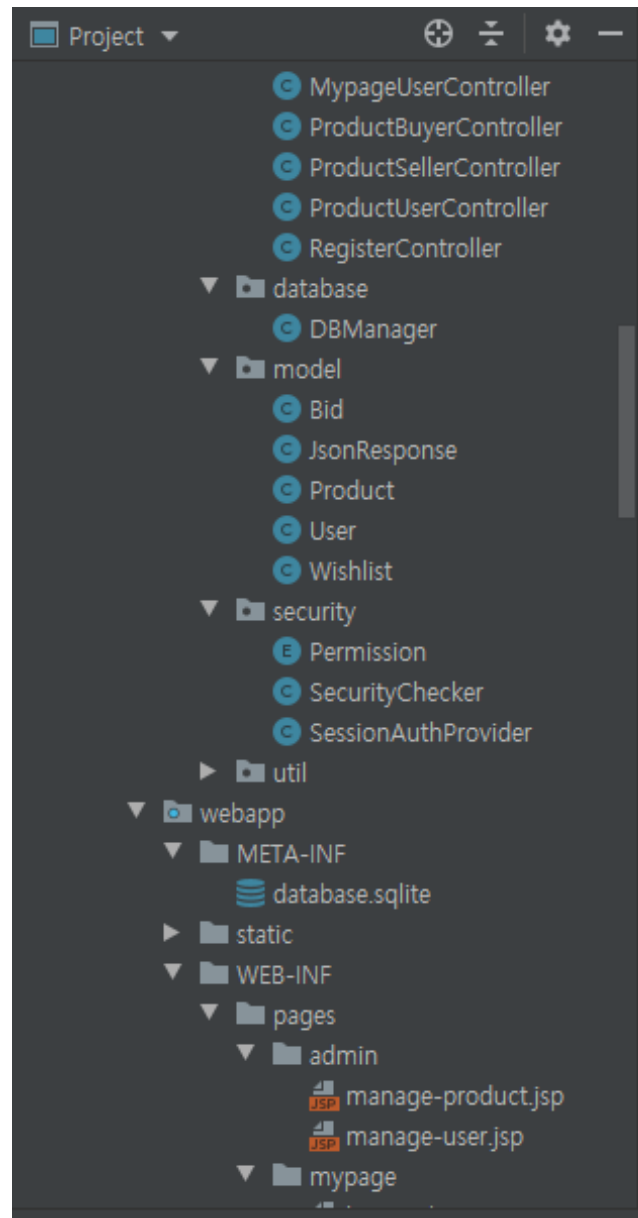 Project
MypageUserController
ProductBuyerController
ProductSellerController
ProductUserController
RegisterController
database
DBManager
model
Bid
JsonResponse
Product
User
Wishlist
security
Permission
SecurityChecker
SessionAuthProvider
util
webapp
META-INF
database.sqlite
static
WEB-INF
pages
admin
manage-product.jsp
manage-user.jsp
mypage